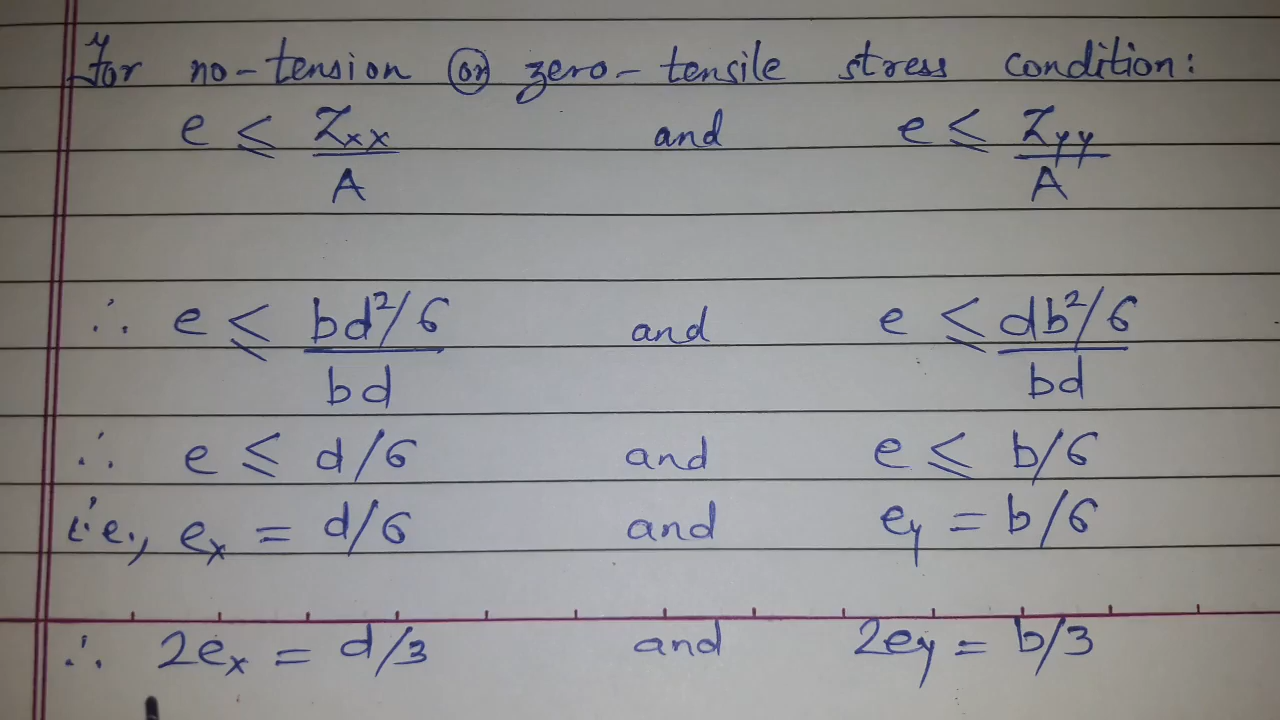 For no-tension (or) zero-tensile stress condition:
e ≤ Zxx/A and e ≤ Zyy/A
∴ e ≤ (bd²/6)/bd and e ≤ (db²/6)/bd
∴ e ≤ d/6 and e ≤ b/6
i.e., ex = d/6 and ey = b/6
∴ 2ex = d/3 and 2ey = b/3